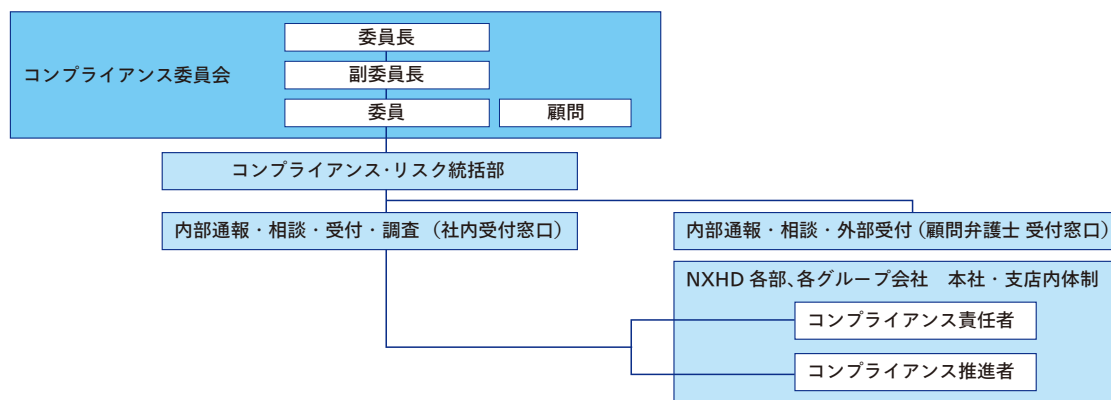 委員長
コンプライアンス委員会
副委員長
委員
顧問
コンプライアンス・リスク統括部
内部通報・相談・受付・調査（社内受付窓口）
内部通報・相談・外部受付（顧問弁護士 受付窓口）
NXHD 各部、各グループ会社　本社・支店内体制
コンプライアンス責任者
コンプライアンス推進者